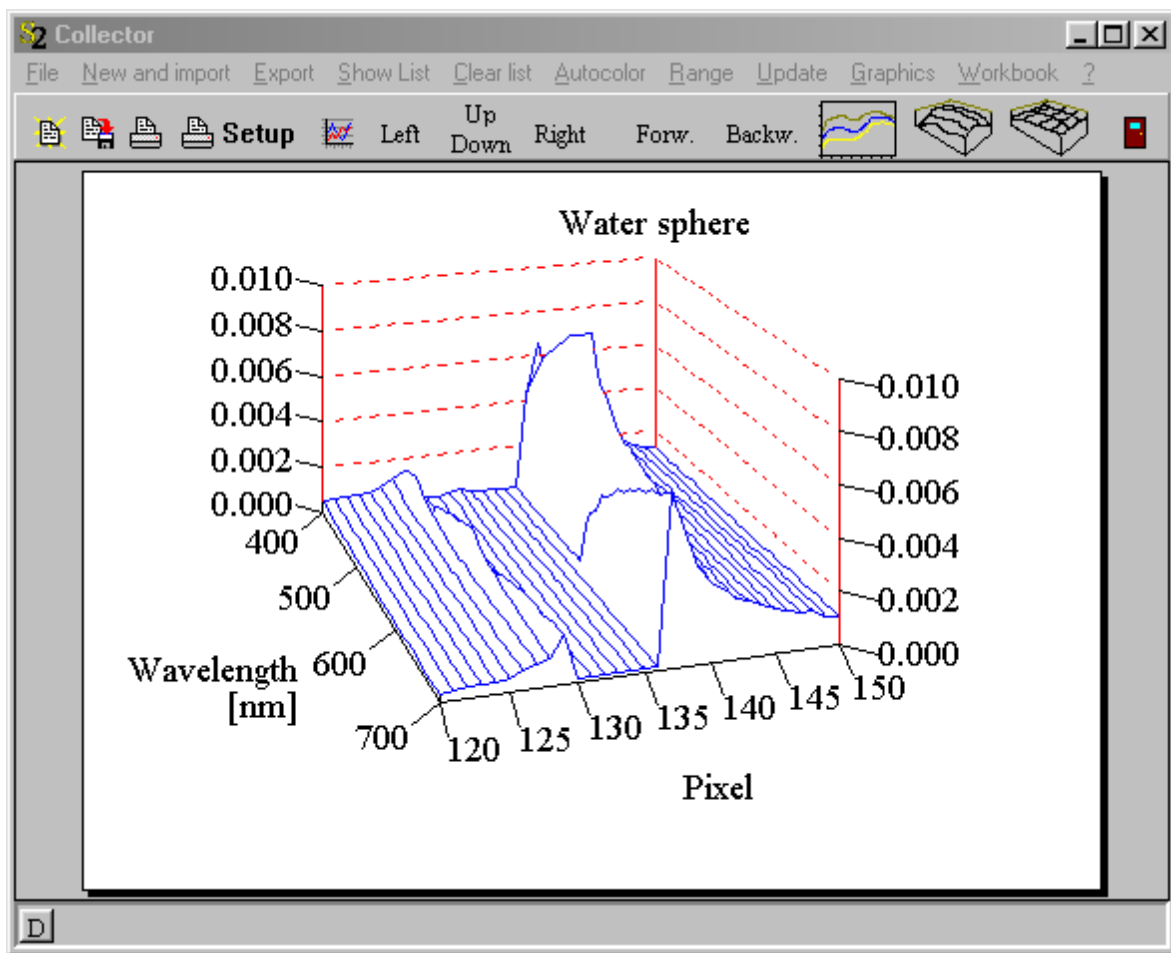 S2 Collector
File New and import Export Show List Clear list Autocolor Range Update Graphics Workbook ?
Setup Left Up Down Right Forw. Backw.
Water sphere
0.010
0.008
0.006
0.004
0.002
0.000
0.010
0.008
0.006
0.004
0.002
0.000
400
500
600
700
Wavelength
[nm]
120 125 130 135 140 145 150
Pixel
D